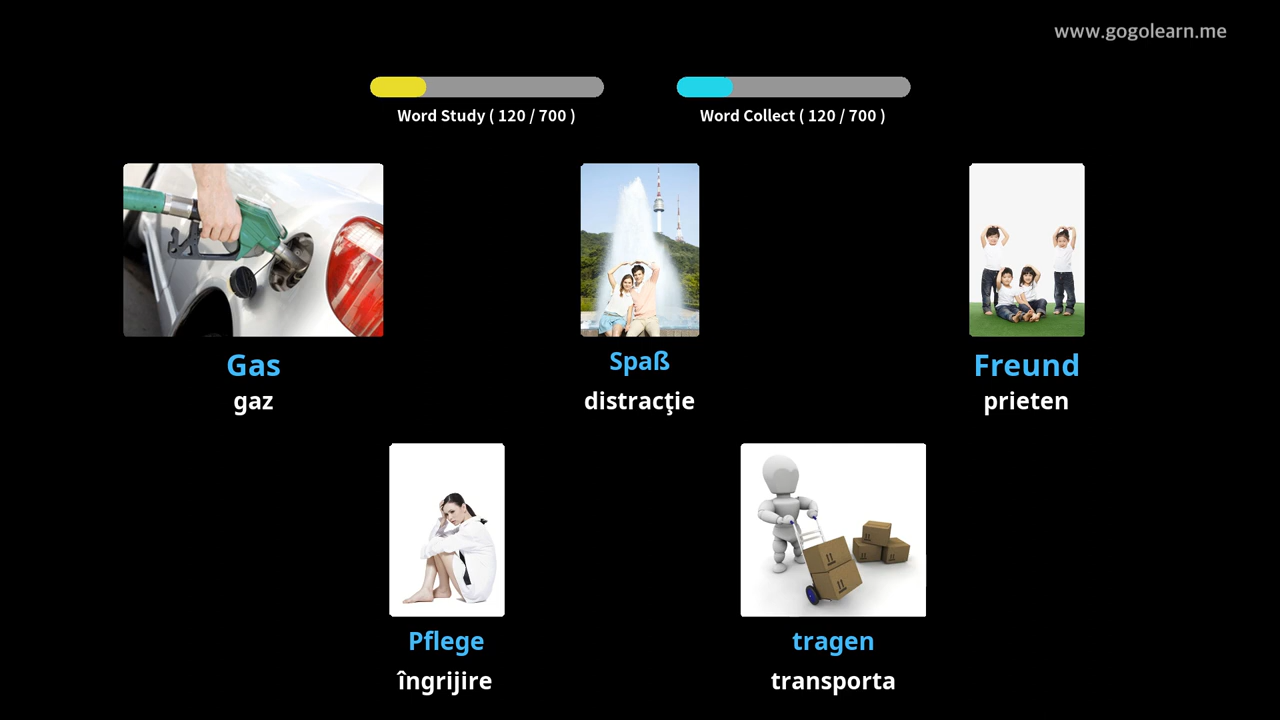 www.gogolearn.me
Word Study ( 120 / 700 )
Word Collect ( 120 / 700 )
Gas
gaz
Spaß
distracţie
Freund
prieten
Pflege
îngrijire
tragen
transporta